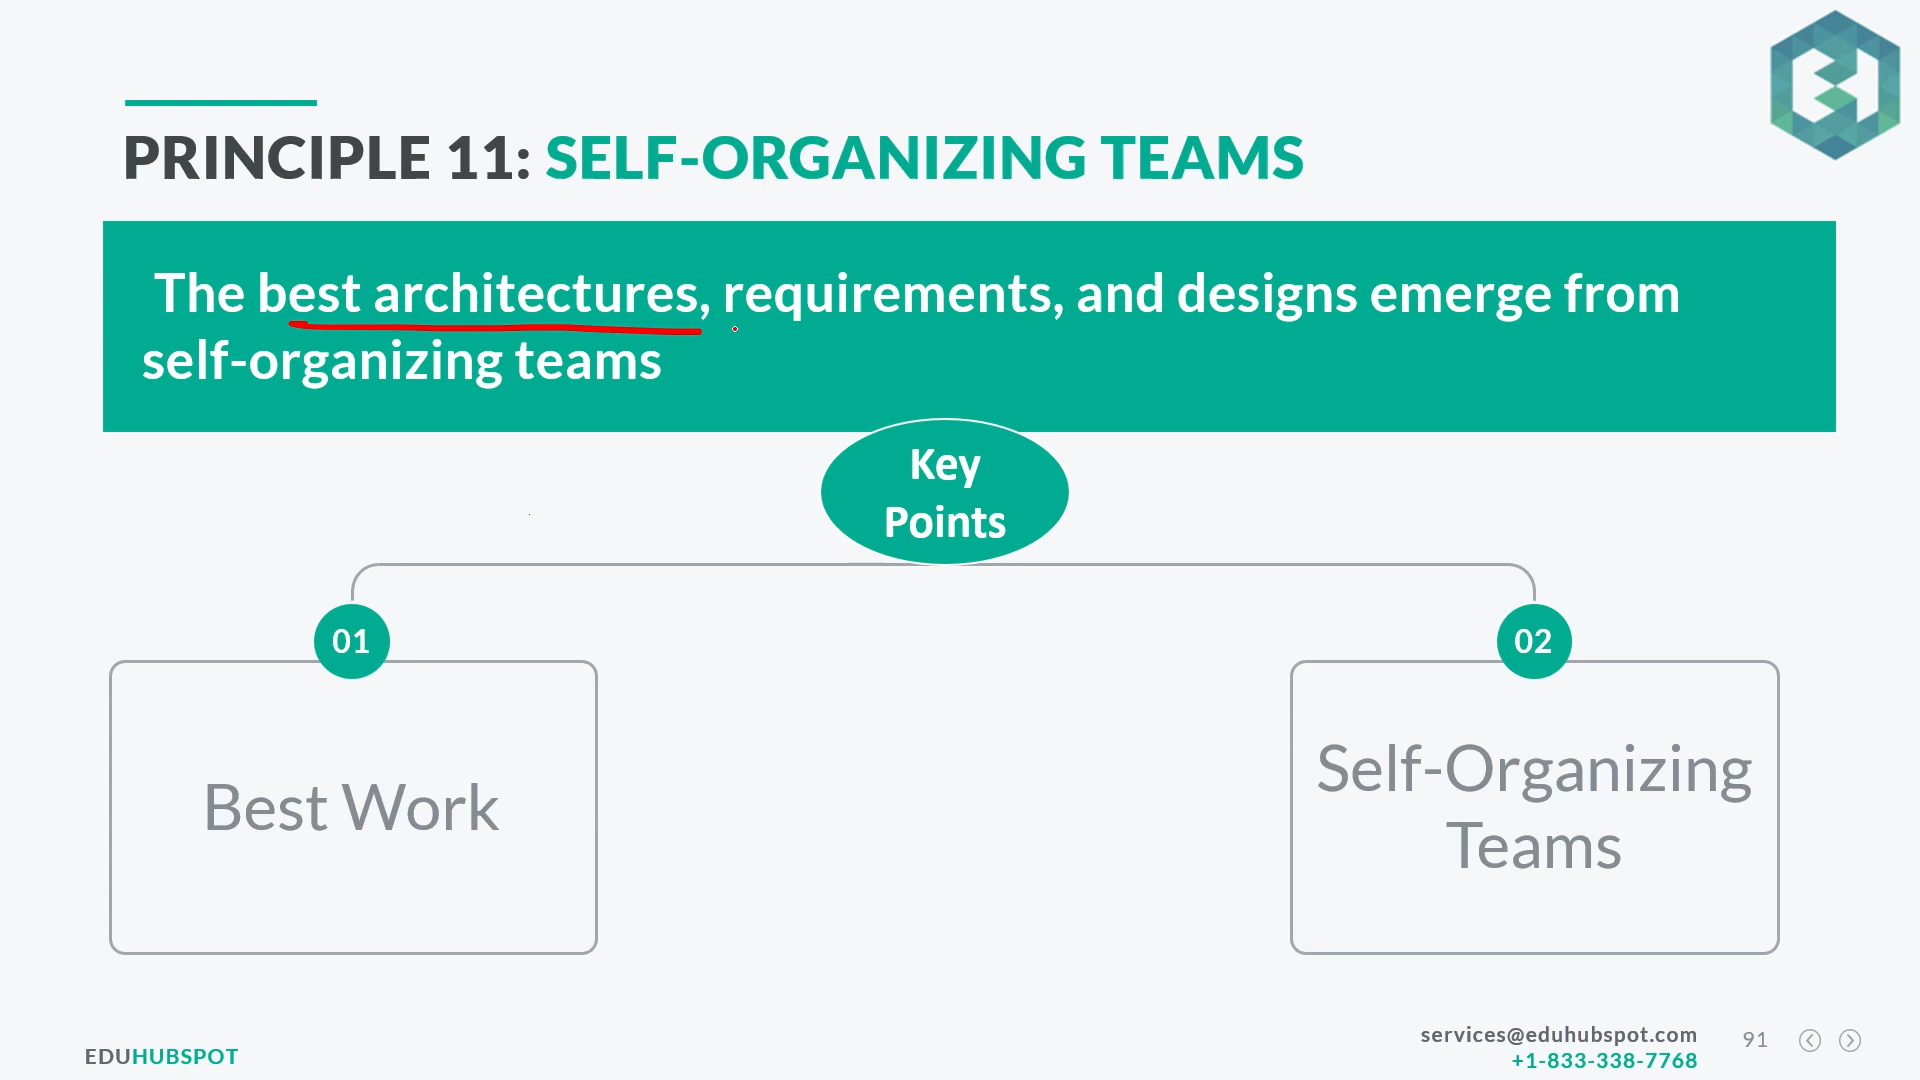 PRINCIPLE 11: SELF-ORGANIZING TEAMS
The best architectures, requirements, and designs emerge from
self-organizing teams
Key
Points
01
Best Work
02
Self-Organizing
Teams
EDUHUBSPOT
services@eduhubspot.com
+1-833-338-7768
91